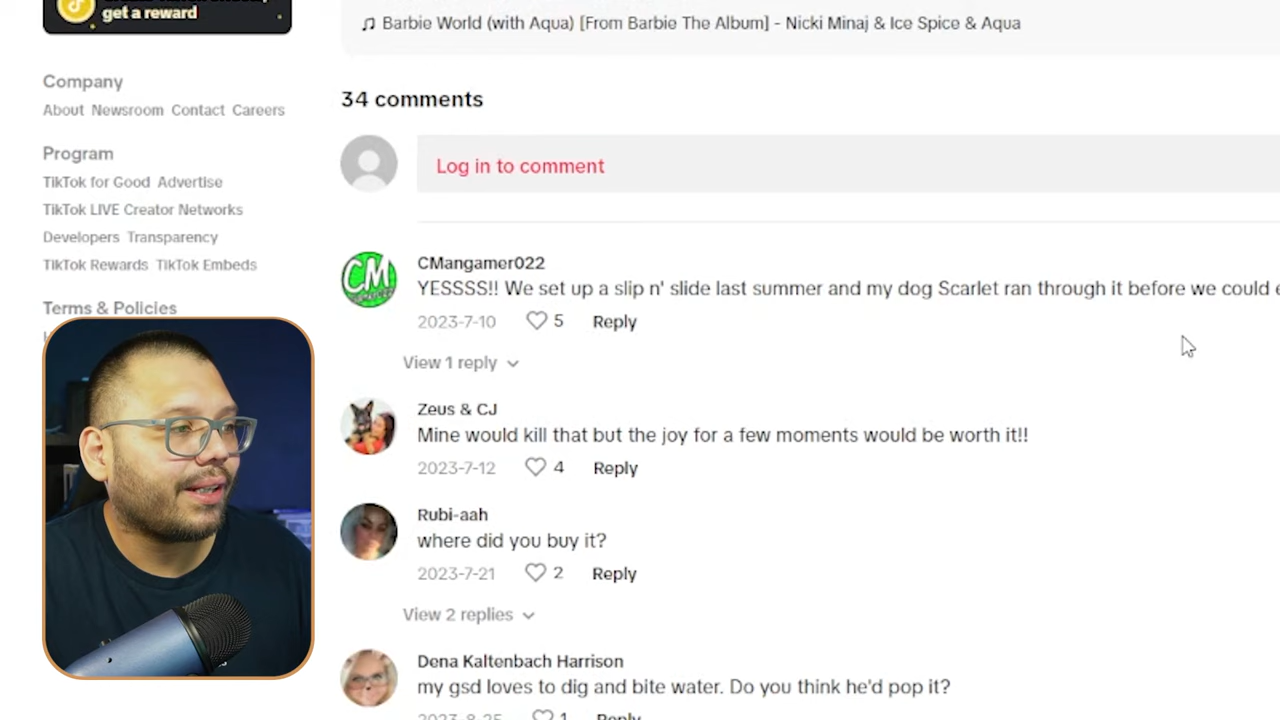 get a reward
♫ Barbie World (with Aqua) [From Barbie The Album] - Nicki Minaj & Ice Spice & Aqua
Company
About Newsroom Contact Careers
Program
TikTok for Good Advertise
TikTok LIVE Creator Networks
Developers Transparency
TikTok Rewards TikTok Embeds
Terms & Policies
34 comments
Log in to comment
CM
CMangamer022
YESSSS!! We set up a slip n' slide last summer and my dog Scarlet ran through it before we could
2023-7-10 5 Reply
View 1 reply
Zeus & CJ
Mine would kill that but the joy for a few moments would be worth it!!
2023-7-12 4 Reply
Rubi-aah
where did you buy it?
2023-7-21 2 Reply
View 2 replies
Dena Kaltenbach Harrison
my gsd loves to dig and bite water. Do you think he'd pop it?
2023-8-25 1 Reply